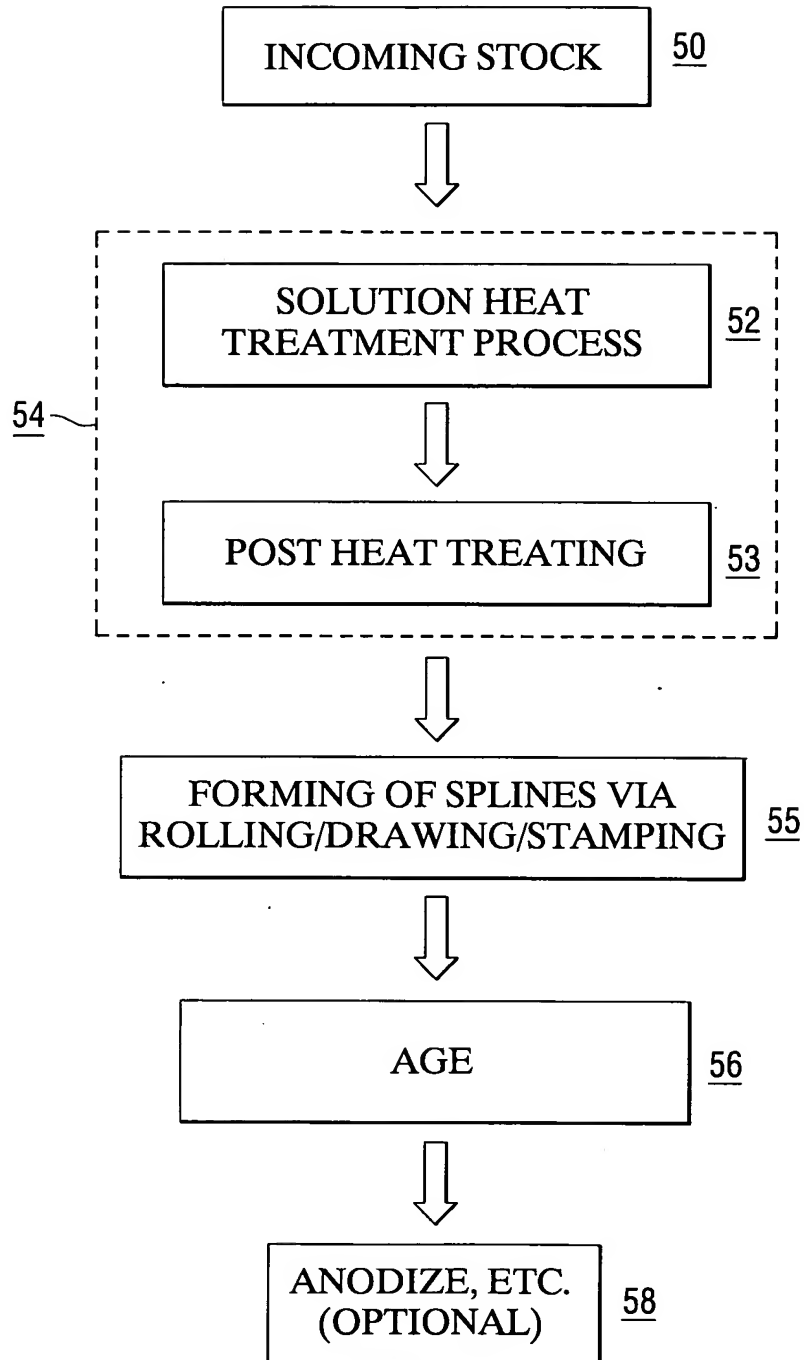 INCOMING STOCK
50
SOLUTION HEAT
TREATMENT PROCESS
52
54
POST HEAT TREATING
53
FORMING OF SPLINES VIA
ROLLING/DRAWING/STAMPING
55
AGE
56
ANODIZE, ETC.
(OPTIONAL)
58